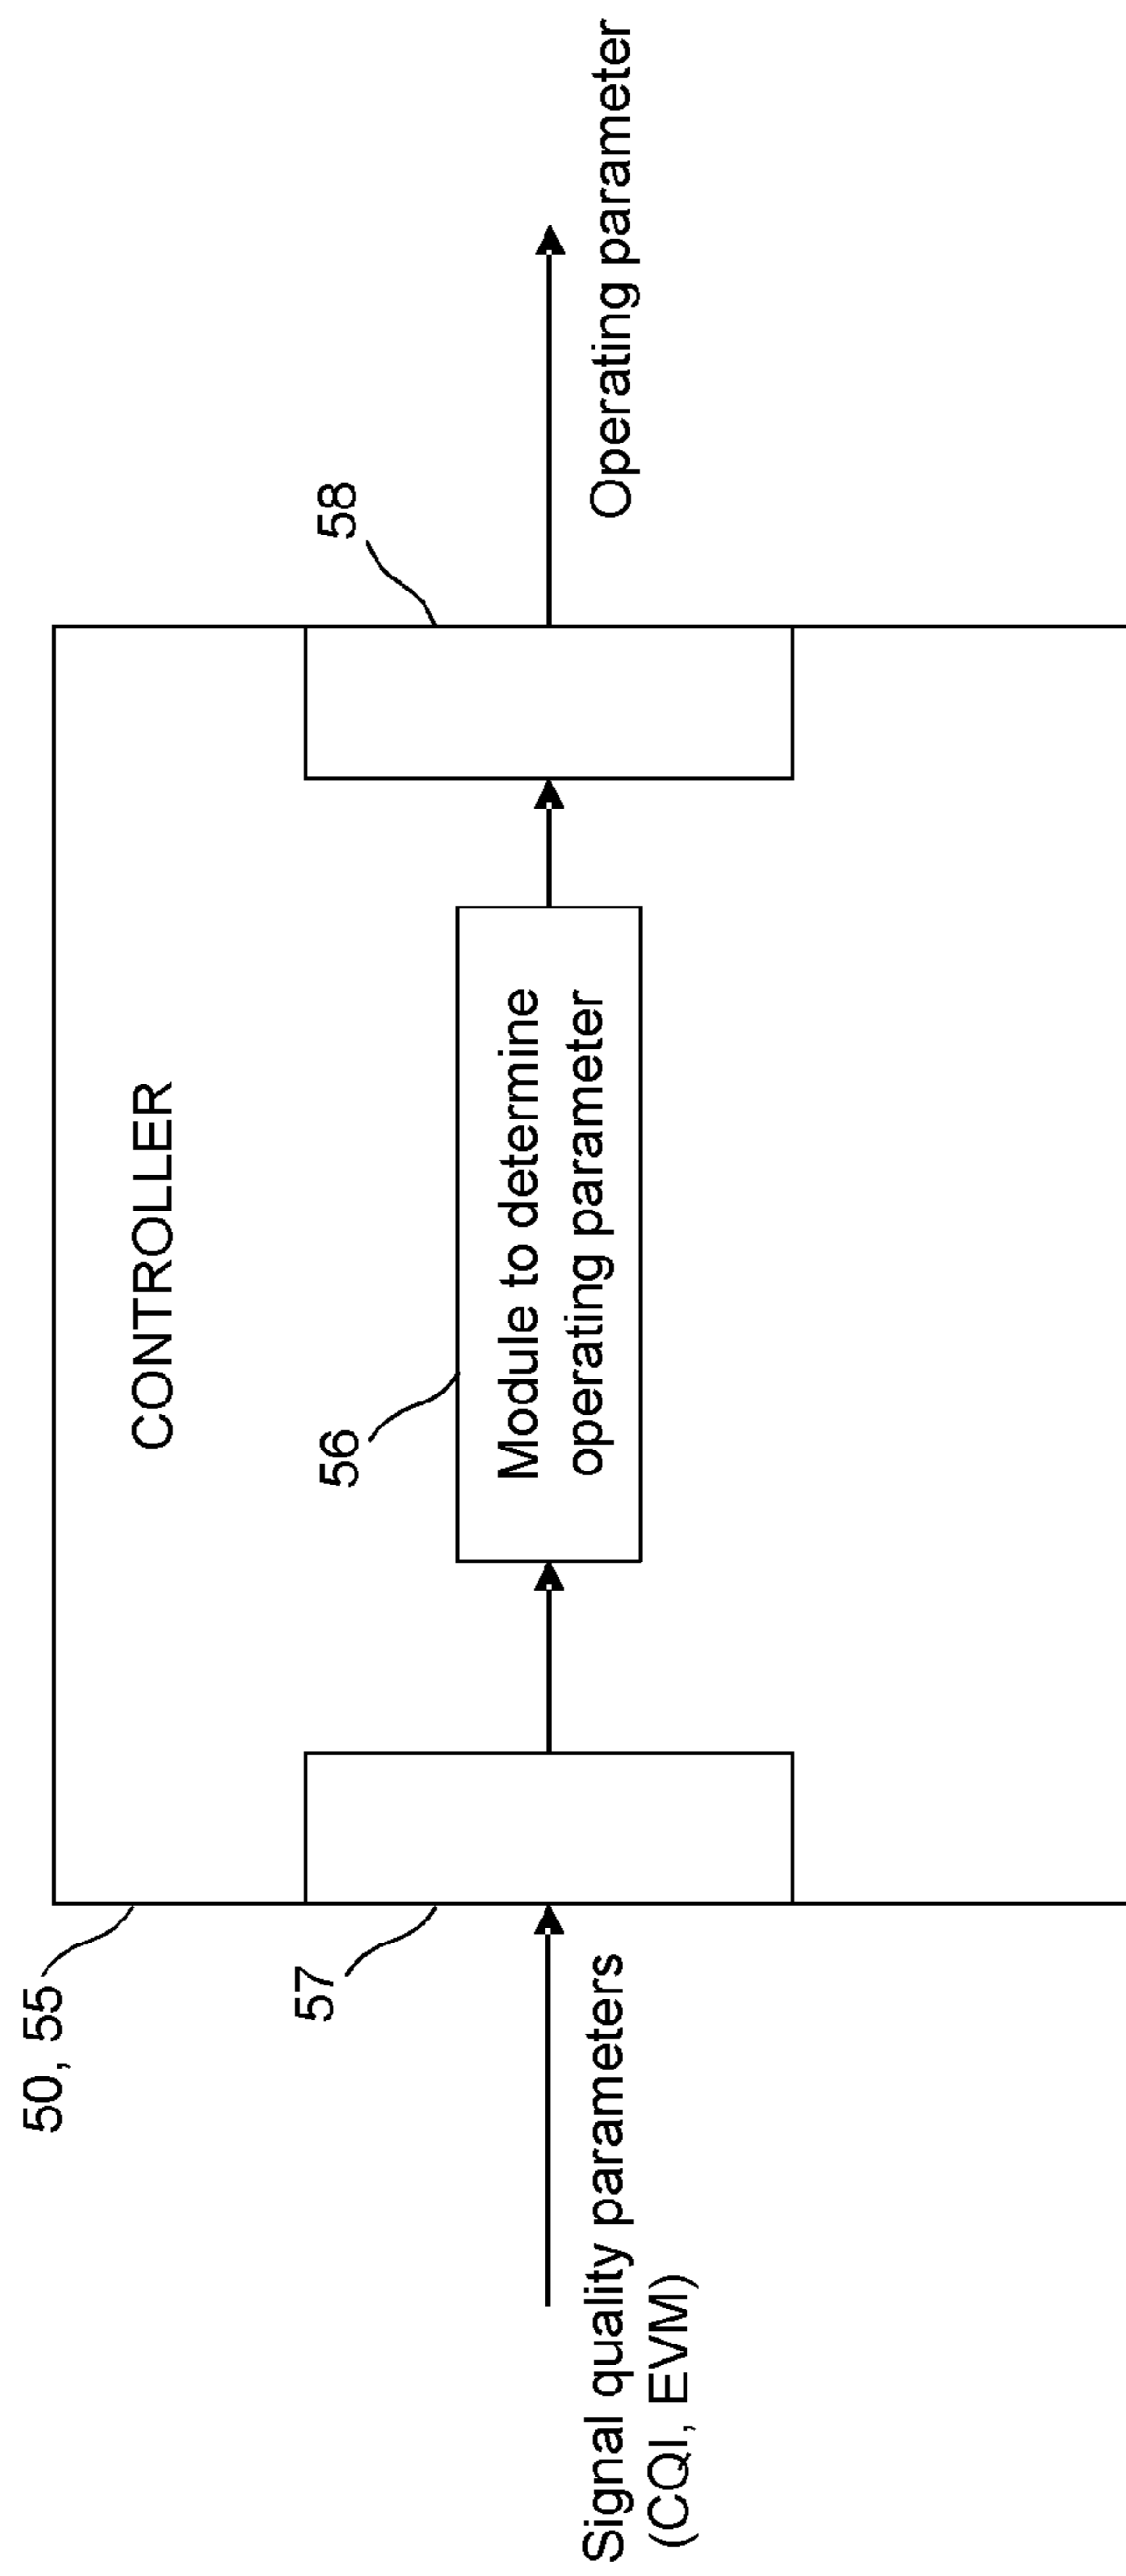 50, 55
CONTROLLER
57
56
58
Signal quality parameters
(CQI, EVM)
Module to determine
operating parameter
Operating parameter